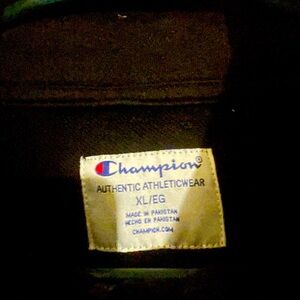 Champion®
AUTHENTIC ATHLETICWEAR
XL/EG
MADE IN PAKISTAN
HECHO EN PAKISTAN
CHAMPION.COM